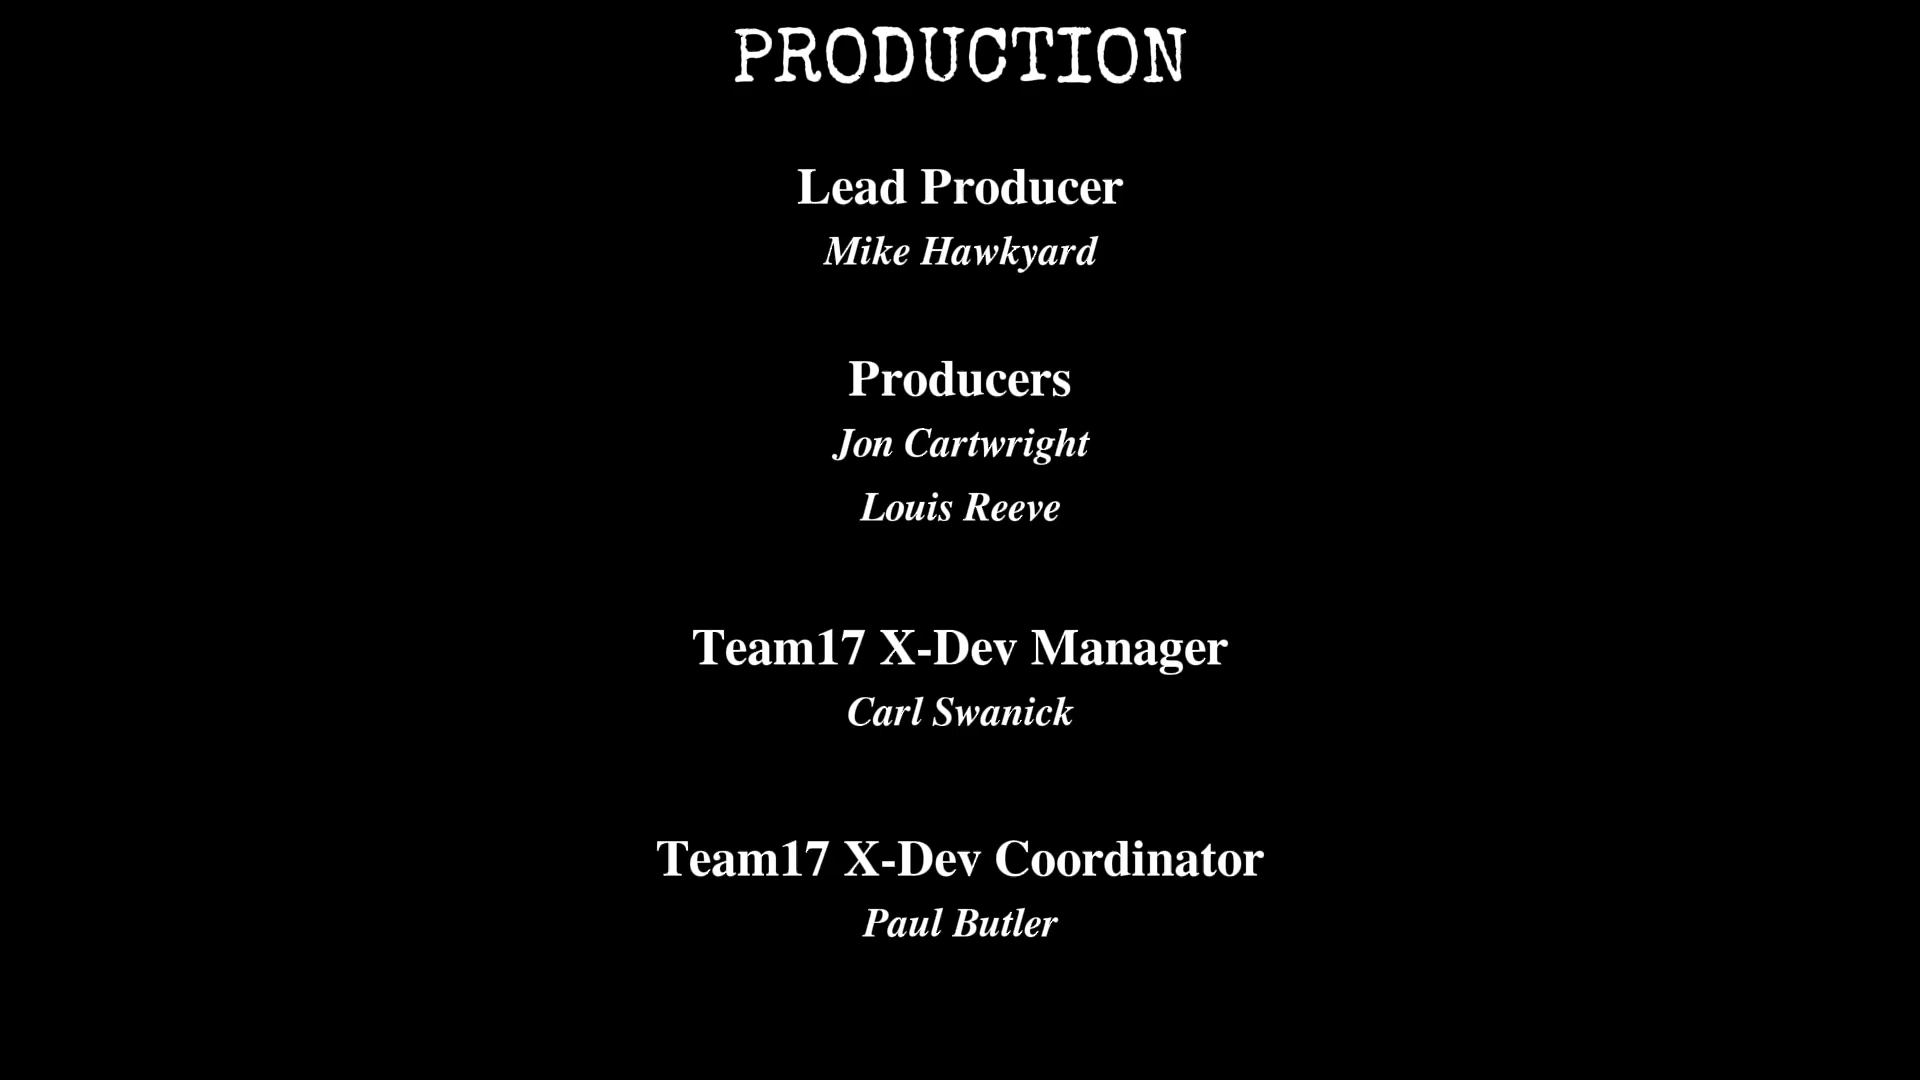 PRODUCTION
Lead Producer
Mike Hawkyard
Producers
Jon Cartwright
Louis Reeve
Team17 X-Dev Manager
Carl Swanick
Team17 X-Dev Coordinator
Paul Butler